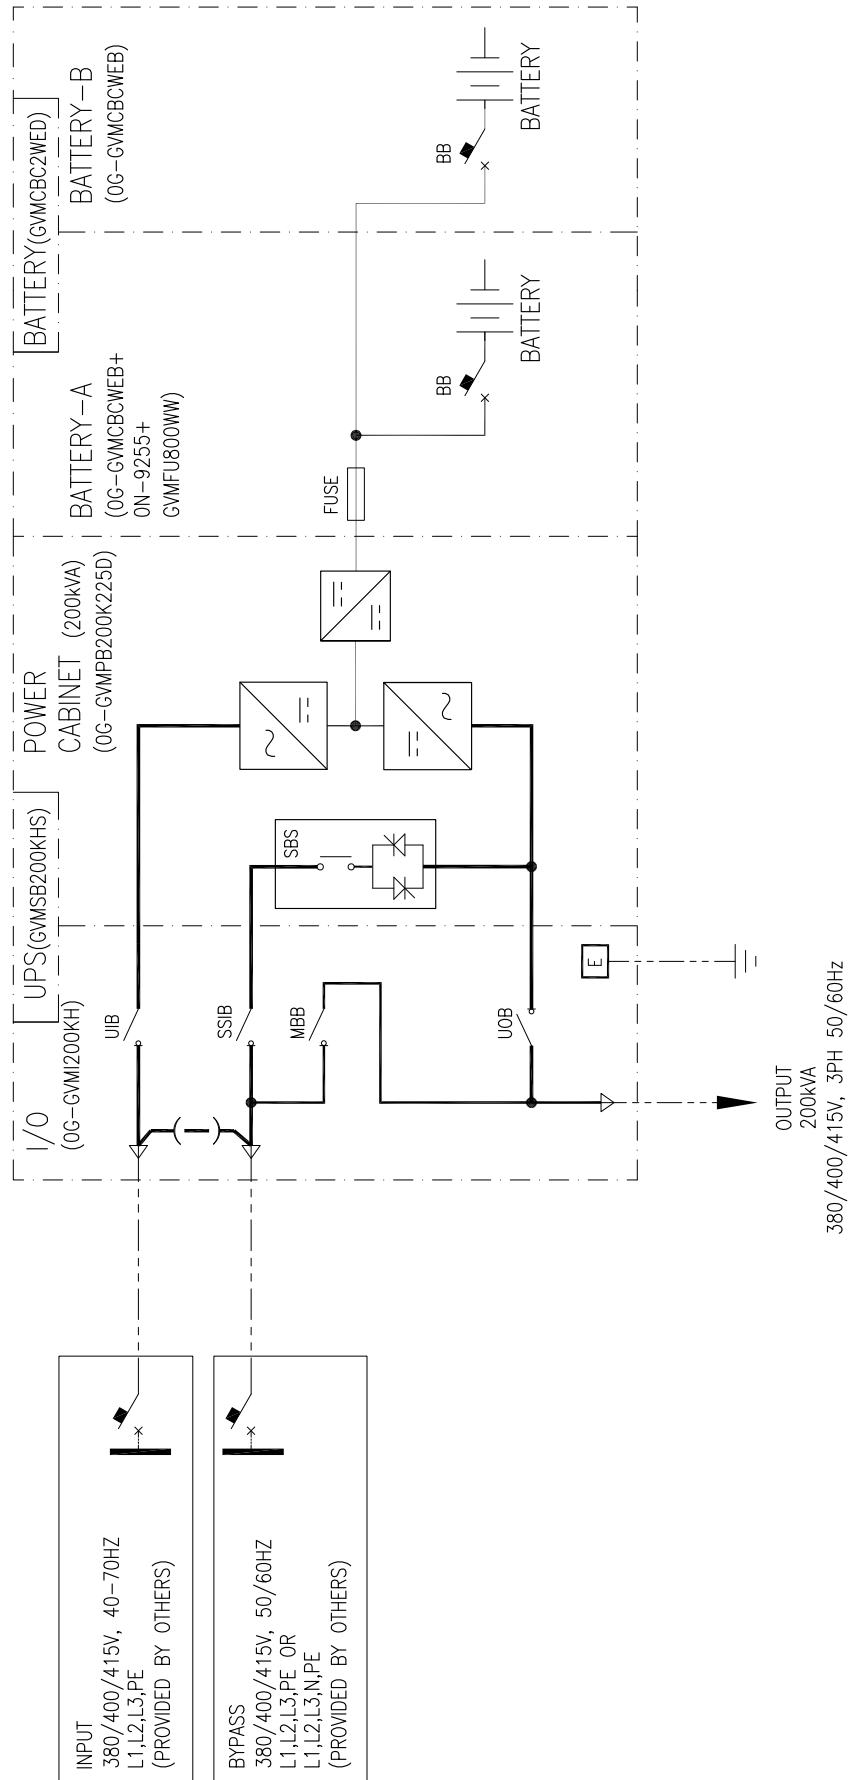 I/O
(0G-GVMI200KH)
UPS(GVMSB200KHS)
POWER
CABINET (200kVA)
(0G-GVMPB200K225D)
BATTERY(GVMCBC2WED)
BATTERY-A
(0G-GVMCBCWEB+
0N-9255+
GVMFU800WW)
BATTERY-B
(0G-GVMCBCWEB)
INPUT
380/400/415V, 40-70HZ
L1,L2,L3,PE
(PROVIDED BY OTHERS)
BYPASS
380/400/415V, 50/60HZ
L1,L2,L3,PE OR
L1,L2,L3,N,PE
(PROVIDED BY OTHERS)
UIB
SSIB
MBB
UOB
SBS
FUSE
BB
BATTERY
BB
BATTERY
E
OUTPUT
200kVA
380/400/415V, 3PH 50/60Hz